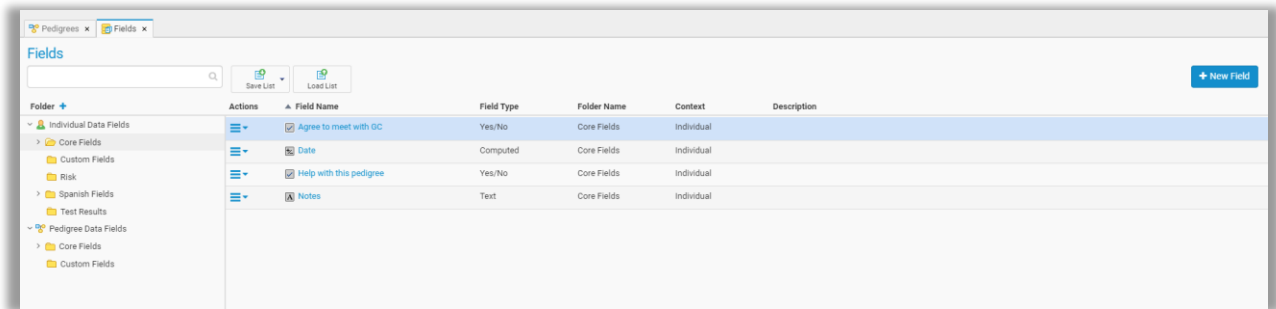 Pedigrees x Fields x
Fields
Save List Load List
+ New Field
Folder + Actions Field Name Field Type Folder Name Context Description
Individual Data Fields
Core Fields
Custom Fields
Risk
Spanish Fields
Test Results
Pedigree Data Fields
Core Fields
Custom Fields
Agree to meet with GC Yes/No Core Fields Individual
Date Computed Core Fields Individual
Help with this pedigree Yes/No Core Fields Individual
A Notes Text Core Fields Individual